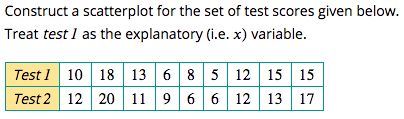 Construct a scatterplot for the set of test scores given below.
Treat test 1 as the explanatory (i.e. x) variable.
Test 1 10 18 13 6 8 5 12 15 15
Test 2 12 20 11 9 6 6 12 13 17